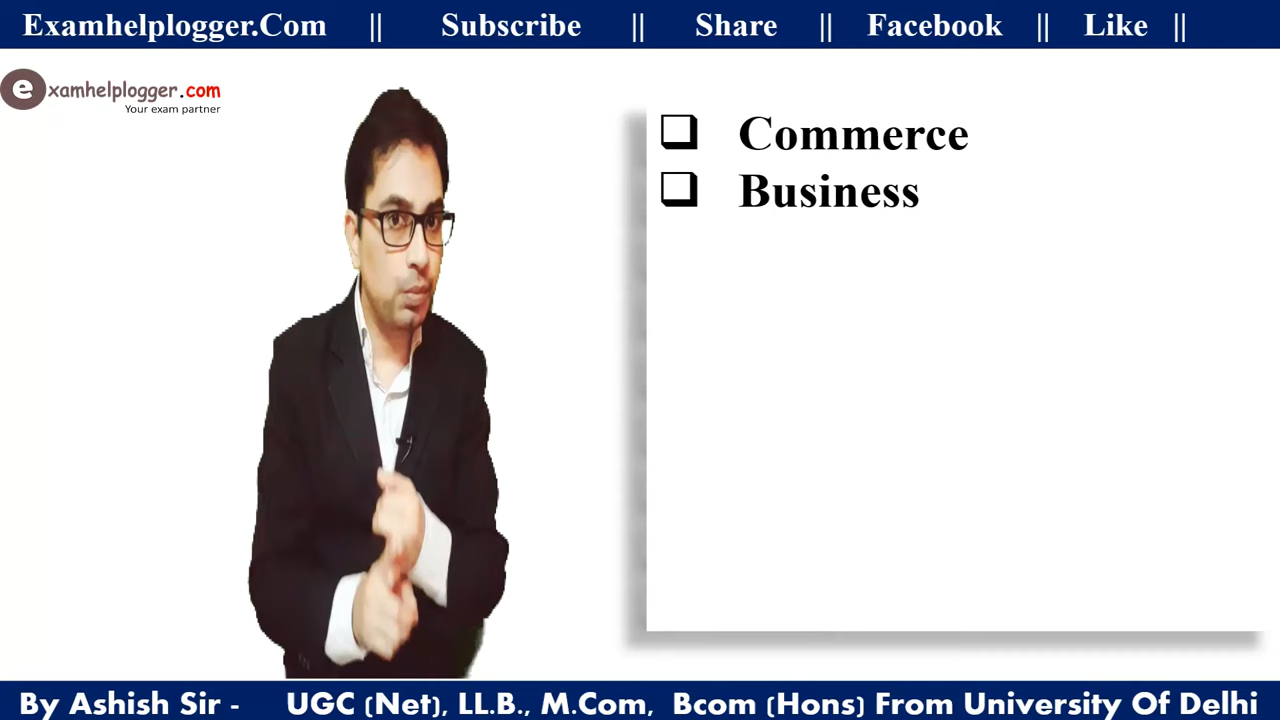 Examhelplogger.Com || Subscribe || Share || Facebook || Like ||
examhelplogger.com
Your exam partner
Commerce
Business
By Ashish Sir - UGC (Net), LL.B., M.Com, Bcom (Hons) From University Of Delhi